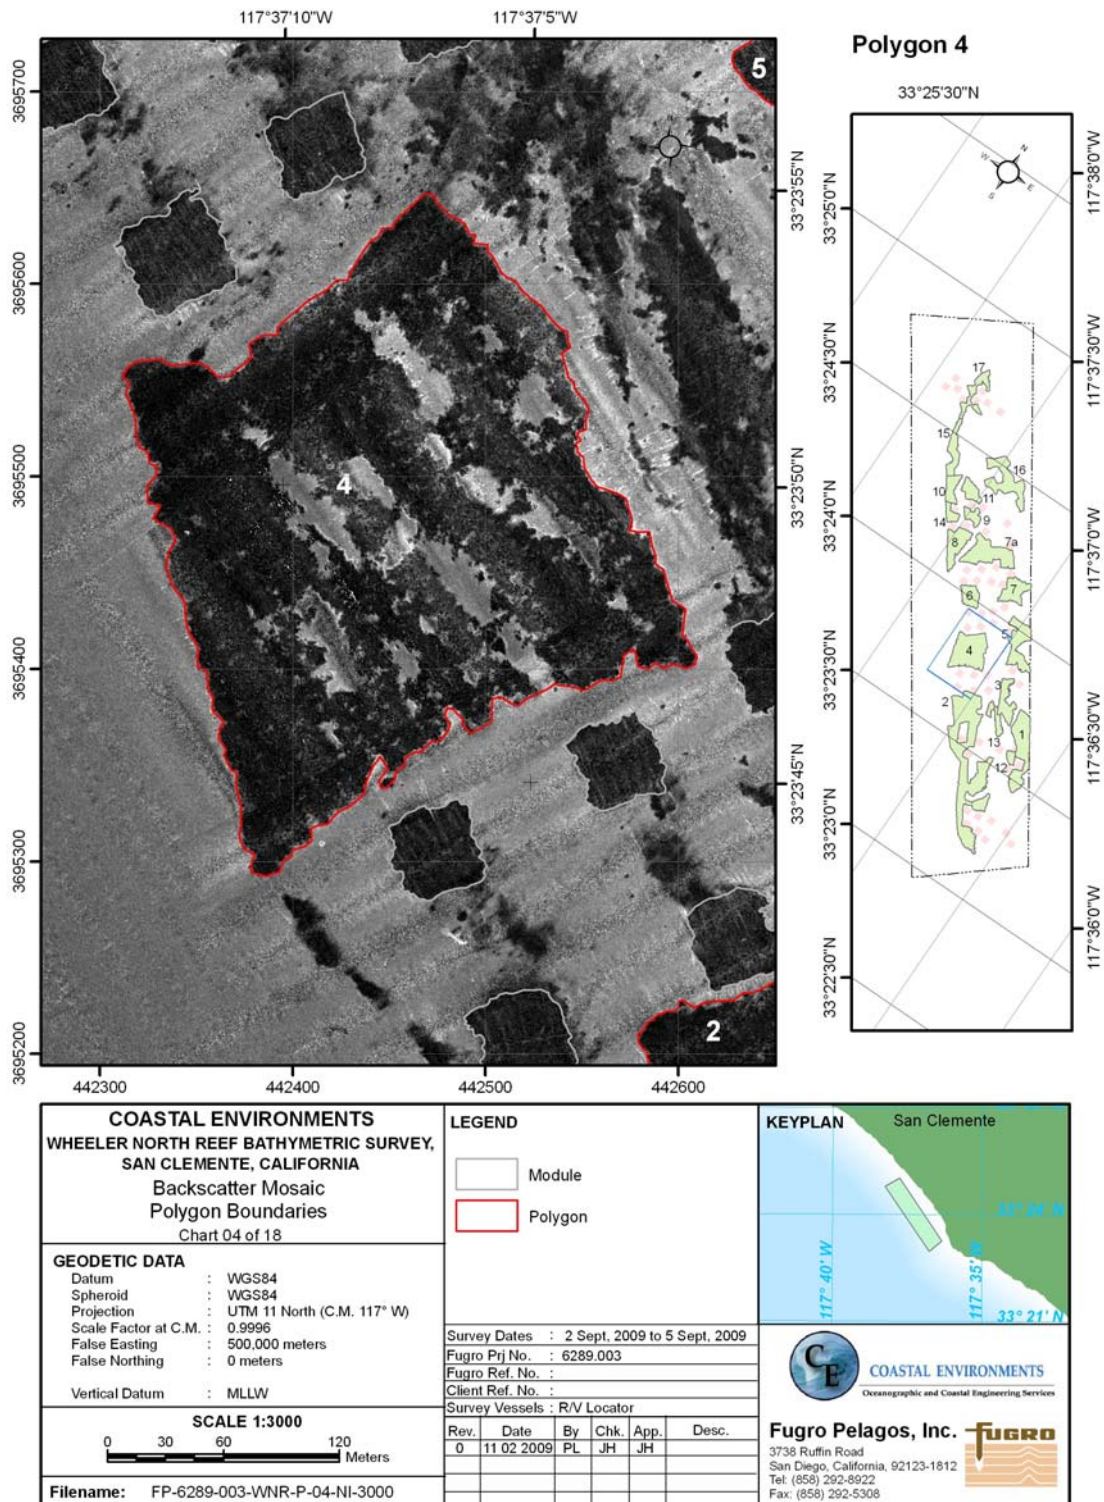 117°37'10"W
117°37'5"W
3695700
3695600
3695500
3695400
3695300
3695200
442300
442400
442500
442600
33°23'55"N
33°23'50"N
33°23'45"N
5
4
2
Polygon 4
33°25'30"N
33°25'0"N
33°24'30"N
33°24'0"N
33°23'30"N
33°23'0"N
33°22'30"N
117°38'0"W
117°37'30"W
117°37'0"W
117°36'30"W
117°36'0"W
N
W
E
S
17
15
16
10
11
14
9
8
7a
7
6
5
4
3
2
1
13
12
COASTAL ENVIRONMENTS
WHEELER NORTH REEF BATHYMETRIC SURVEY,
SAN CLEMENTE, CALIFORNIA
Backscatter Mosaic
Polygon Boundaries
Chart 04 of 18
GEODETIC DATA
Datum : WGS84
Spheroid : WGS84
Projection : UTM 11 North (C.M. 117° W)
Scale Factor at C.M. : 0.9996
False Easting : 500,000 meters
False Northing : 0 meters
Vertical Datum : MLLW
SCALE 1:3000
0 30 60 120
Meters
Filename: FP-6289-003-WNR-P-04-NI-3000
LEGEND
Module
Polygon
Survey Dates : 2 Sept, 2009 to 5 Sept, 2009
Fugro Prj No. : 6289.003
Fugro Ref. No. :
Client Ref. No. :
Survey Vessels : R/V Locator
Rev. Date By Chk. App. Desc.
0 11 02 2009 PL JH JH
KEYPLAN
San Clemente
33° 24' N
117° 40' W
117° 35' W
33° 21' N
CE
COASTAL ENVIRONMENTS
Oceanographic and Coastal Engineering Services
Fugro Pelagos, Inc.
3738 Ruffin Road
San Diego, California, 92123-1812
Tel: (858) 292-8922
Fax: (858) 292-5308
FUGRO